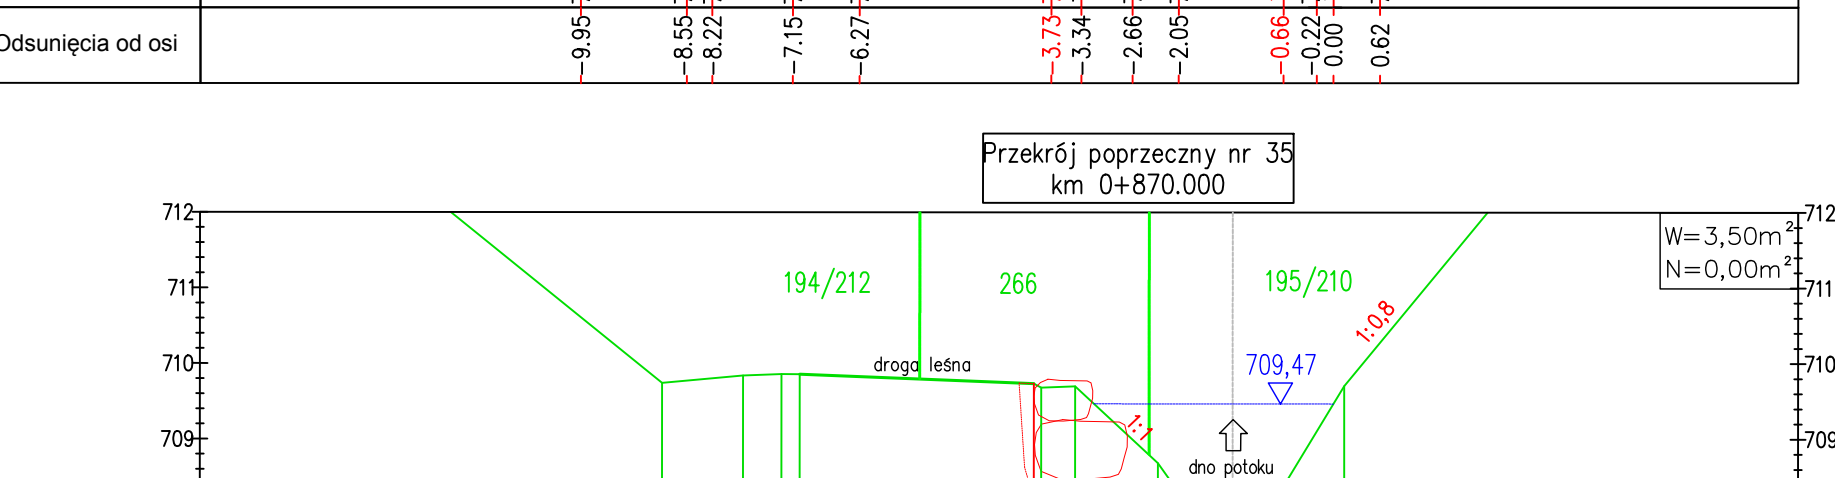 Odsunięcia od osi
-9.95 -8.55 -8.22 -7.15 -6.27 -3.73 -3.34 -2.66 -2.05 -0.66 -0.22 0.00 0.62
Przekrój poprzeczny nr 35
km 0+870.000
712 712
W=3,50m²
N=0,00m²
711 194/212 266 195/210 711
1:0,8
710 droga leśna 709,47 710
1:1
709 709
dno potoku